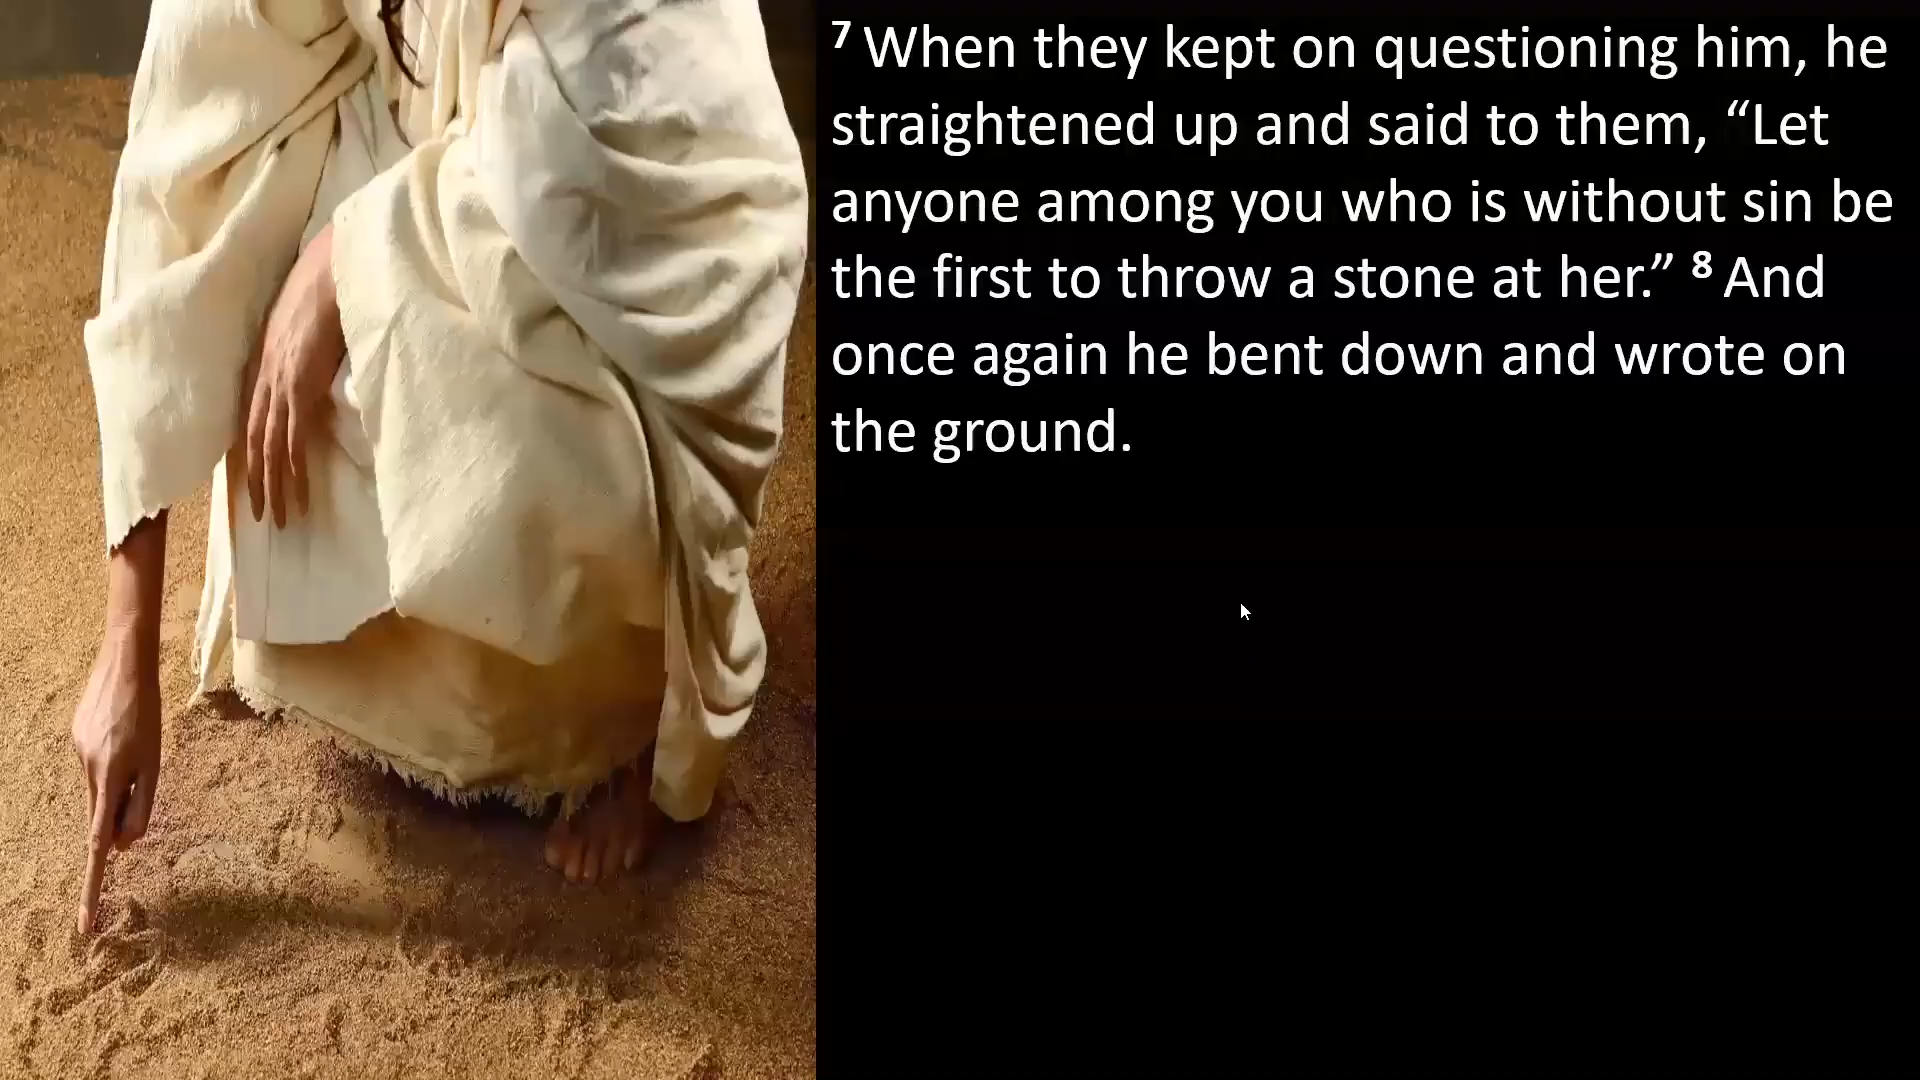 7 When they kept on questioning him, he
straightened up and said to them, “Let
anyone among you who is without sin be
the first to throw a stone at her.” 8 And
once again he bent down and wrote on
the ground.